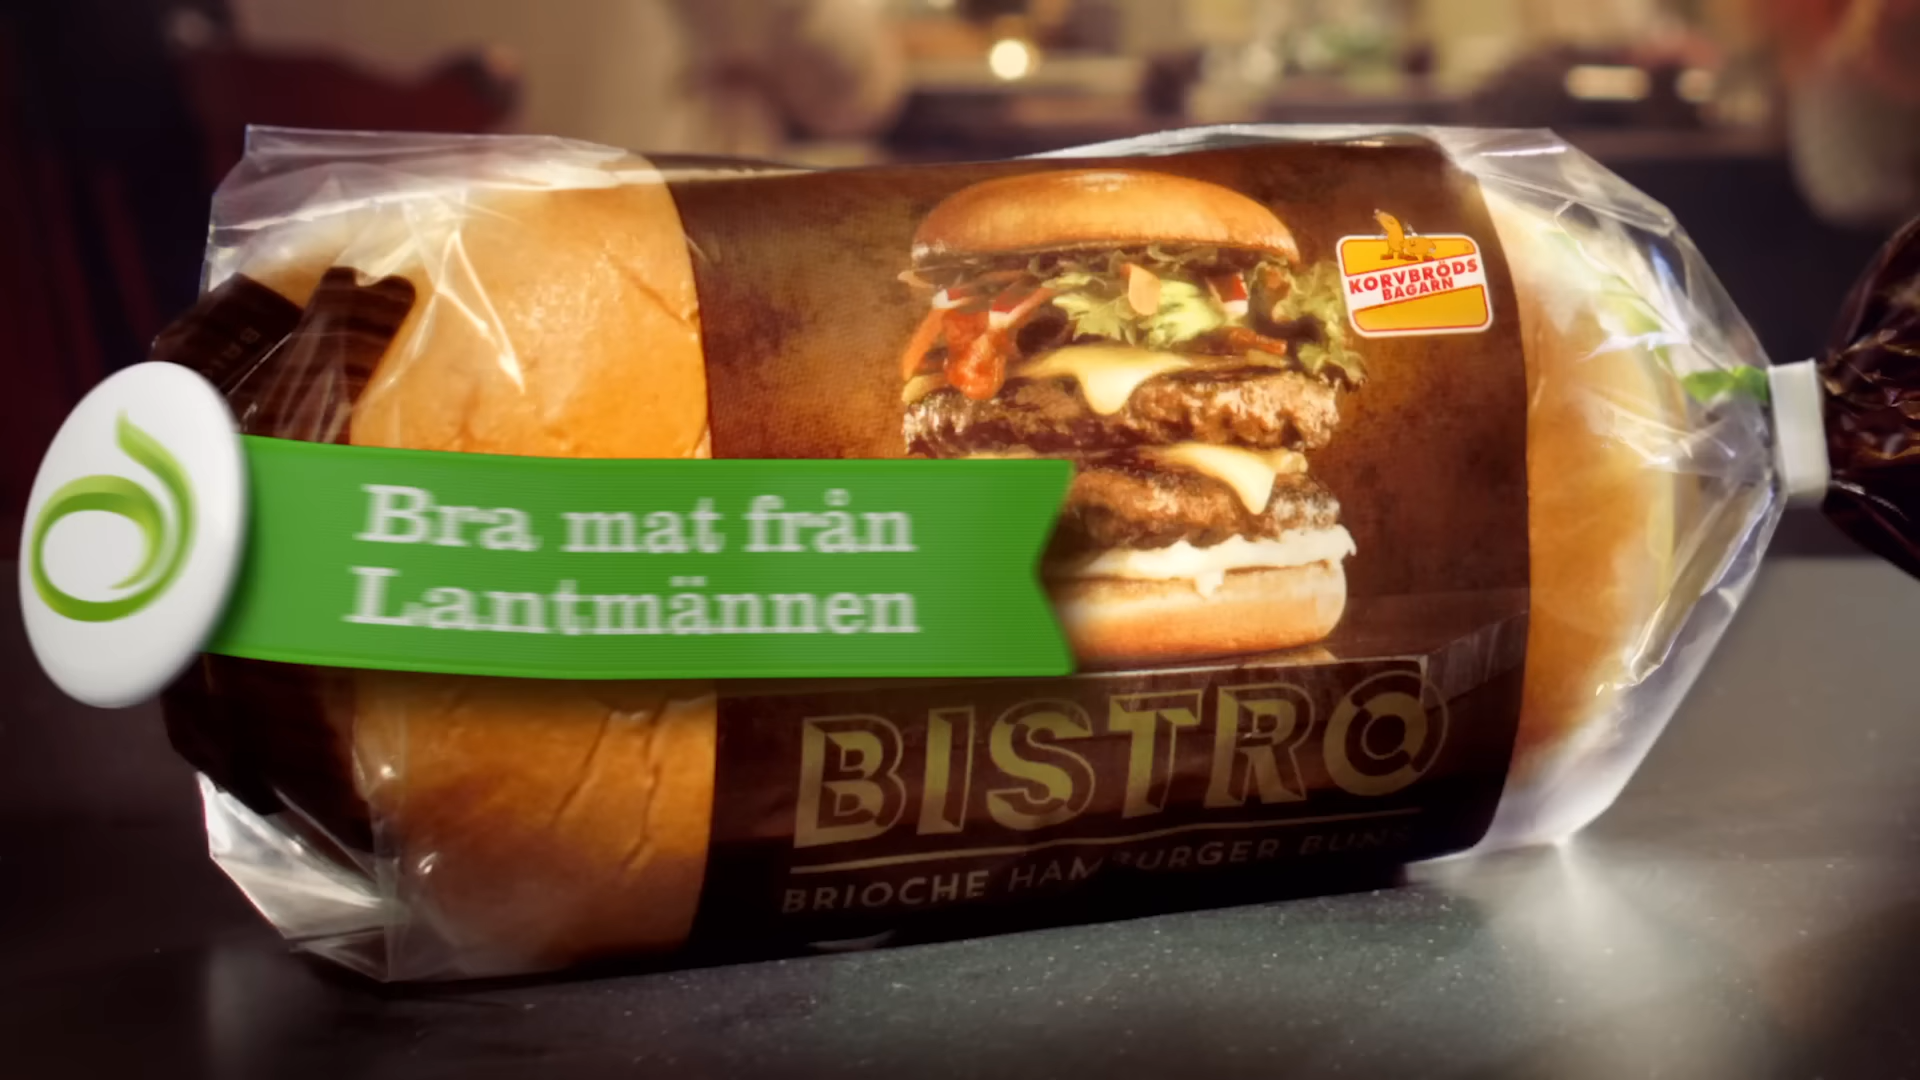 KORVBRÖDS
BAGARN
Bra mat från
Lantmännen
BISTRO
BRIOCHE HAMBURGER BUNS